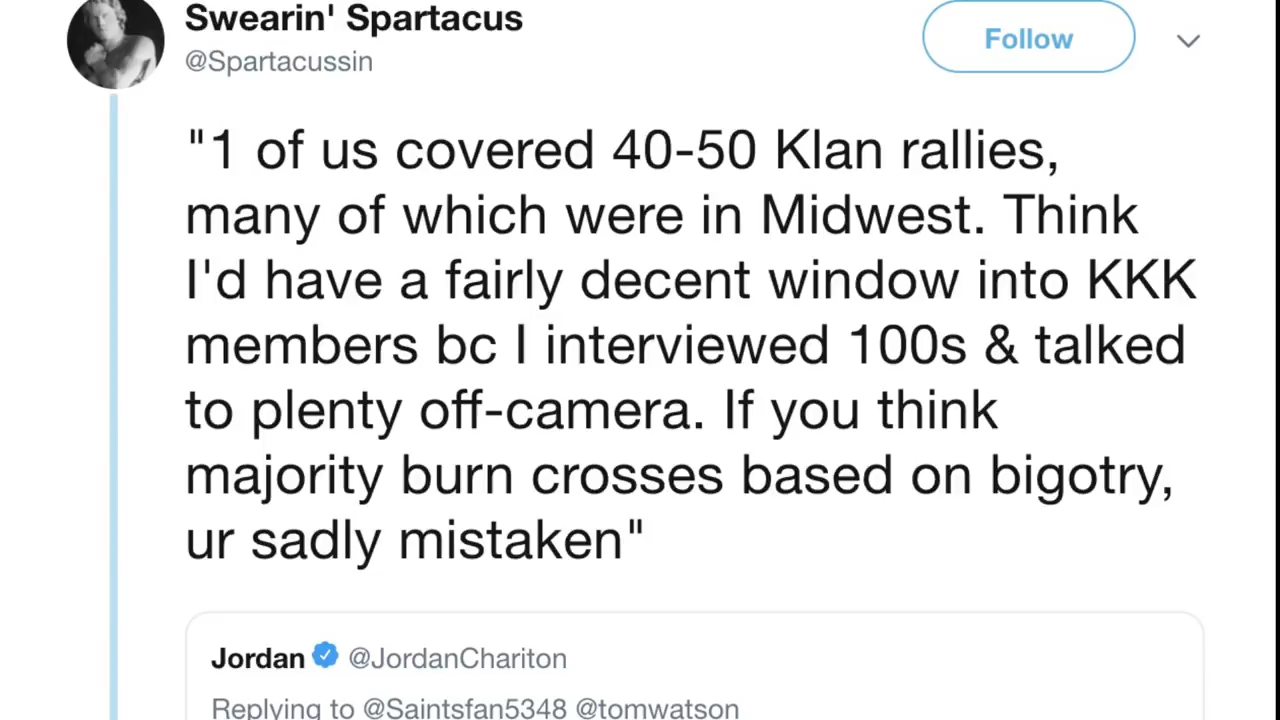 Swearin' Spartacus
@Spartacussin
Follow
"1 of us covered 40-50 Klan rallies,
many of which were in Midwest. Think
I'd have a fairly decent window into KKK
members bc I interviewed 100s & talked
to plenty off-camera. If you think
majority burn crosses based on bigotry,
ur sadly mistaken"
Jordan @JordanChariton
Replying to @Saintsfan5348 @tomwatson